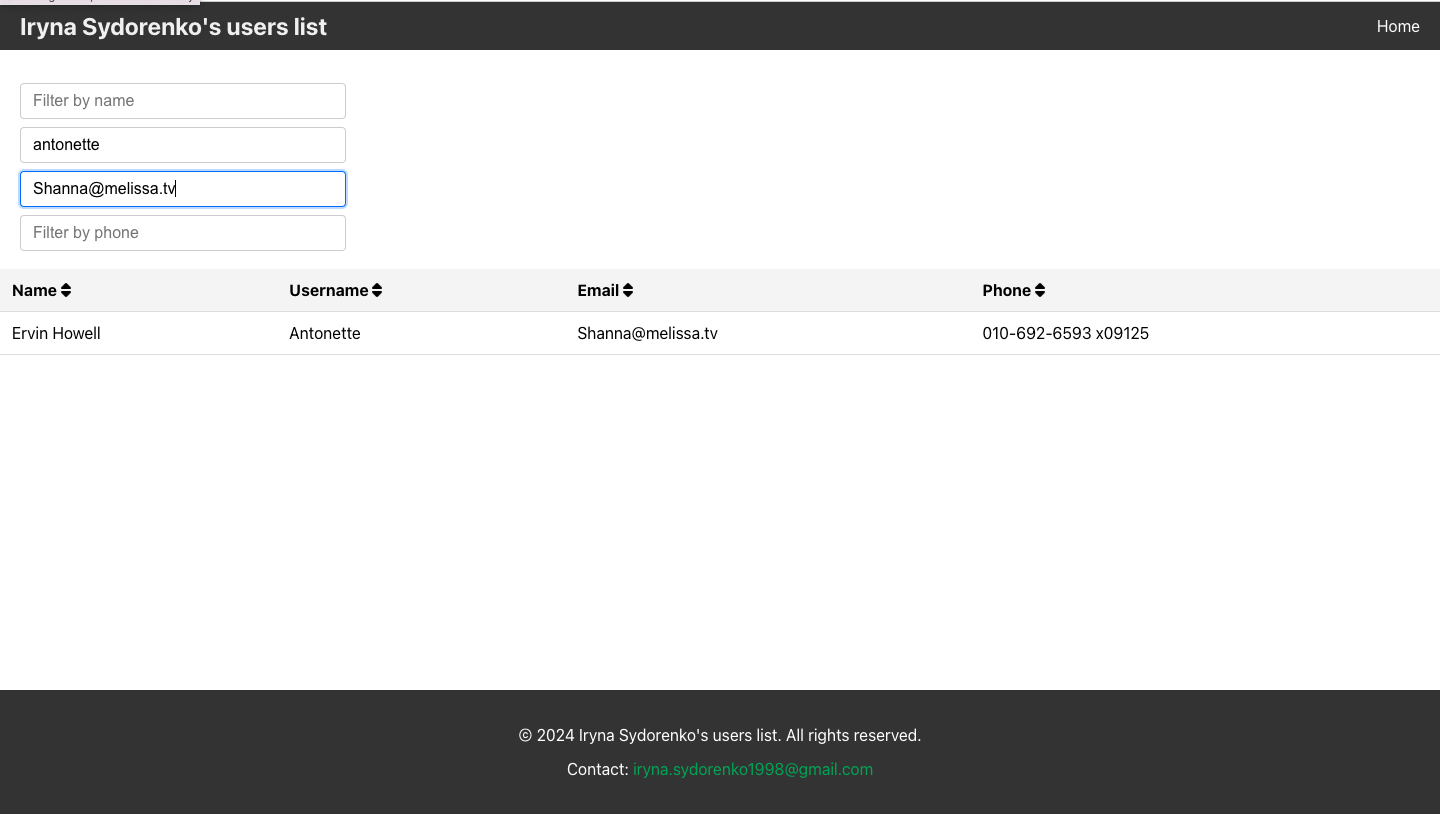 Iryna Sydorenko's users list
Home
Filter by name
antonette
Shanna@melissa.tv
Filter by phone
Name Username Email Phone
Ervin Howell Antonette Shanna@melissa.tv 010-692-6593 x09125
© 2024 Iryna Sydorenko's users list. All rights reserved.
Contact: iryna.sydorenko1998@gmail.com